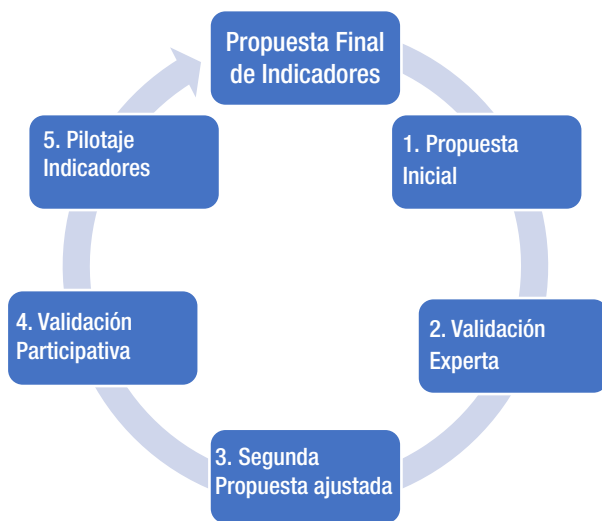 Propuesta Final
de Indicadores
1. Propuesta
Inicial
2. Validación
Experta
3. Segunda
Propuesta ajustada
4. Validación
Participativa
5. Pilotaje
Indicadores